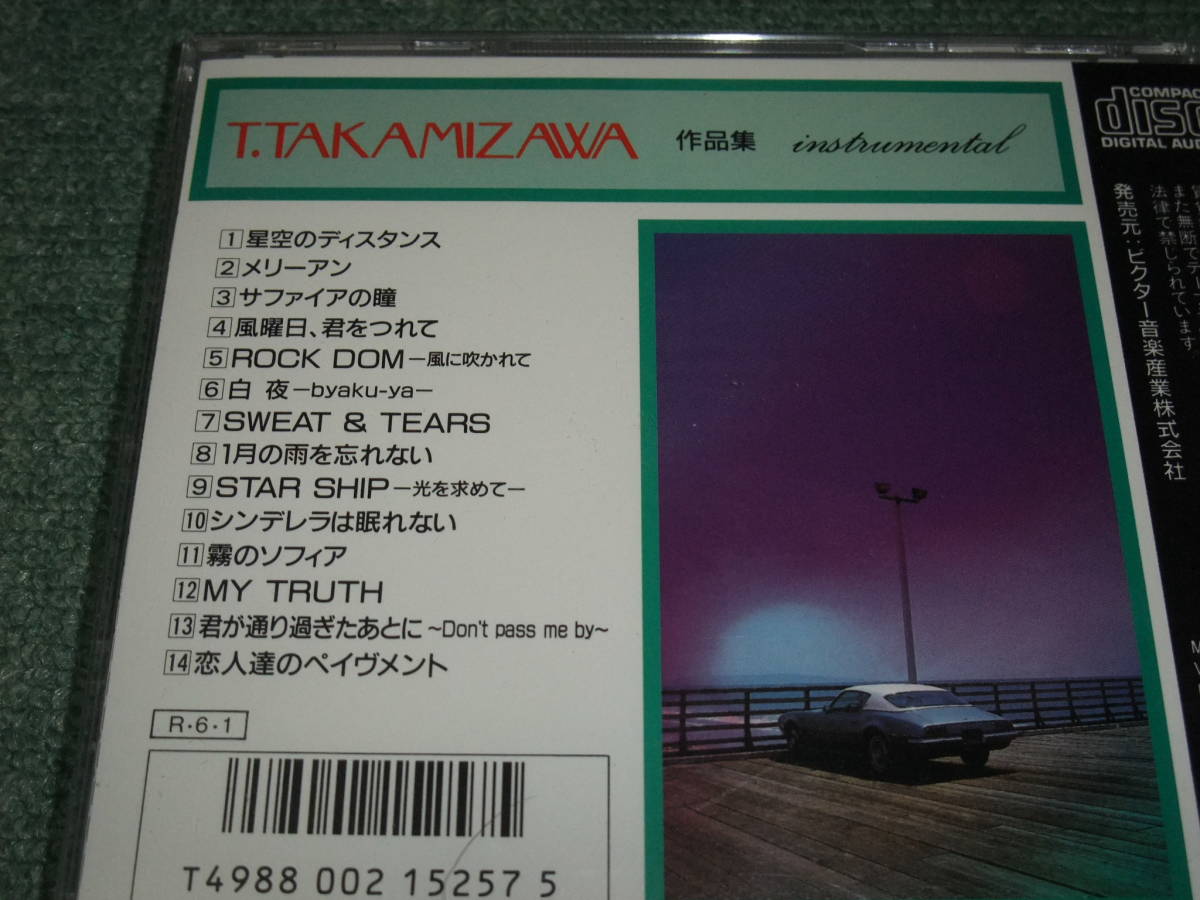 T.TAKAMIZAWA 作品集 instrumental
1 星空のディスタンス
2 メリーアン
3 サファイアの瞳
4 風曜日、君をつれて
5 ROCK DOM—風に吹かれて
6 白 夜—byaku-ya—
7 SWEAT & TEARS
8 1月の雨を忘れない
9 STAR SHIP—光を求めて—
10 シンデレラは眠れない
11 霧のソフィア
12 MY TRUTH
13 君が通り過ぎたあとに ~Don't pass me by~
14 恋人達のペイヴメント
R・6・1
T4988 002 15257 5
COMPAC
disc
DIGITAL AUD
また無断でテー
法律で禁じられています
発売元:ビクター音楽産業株式会社